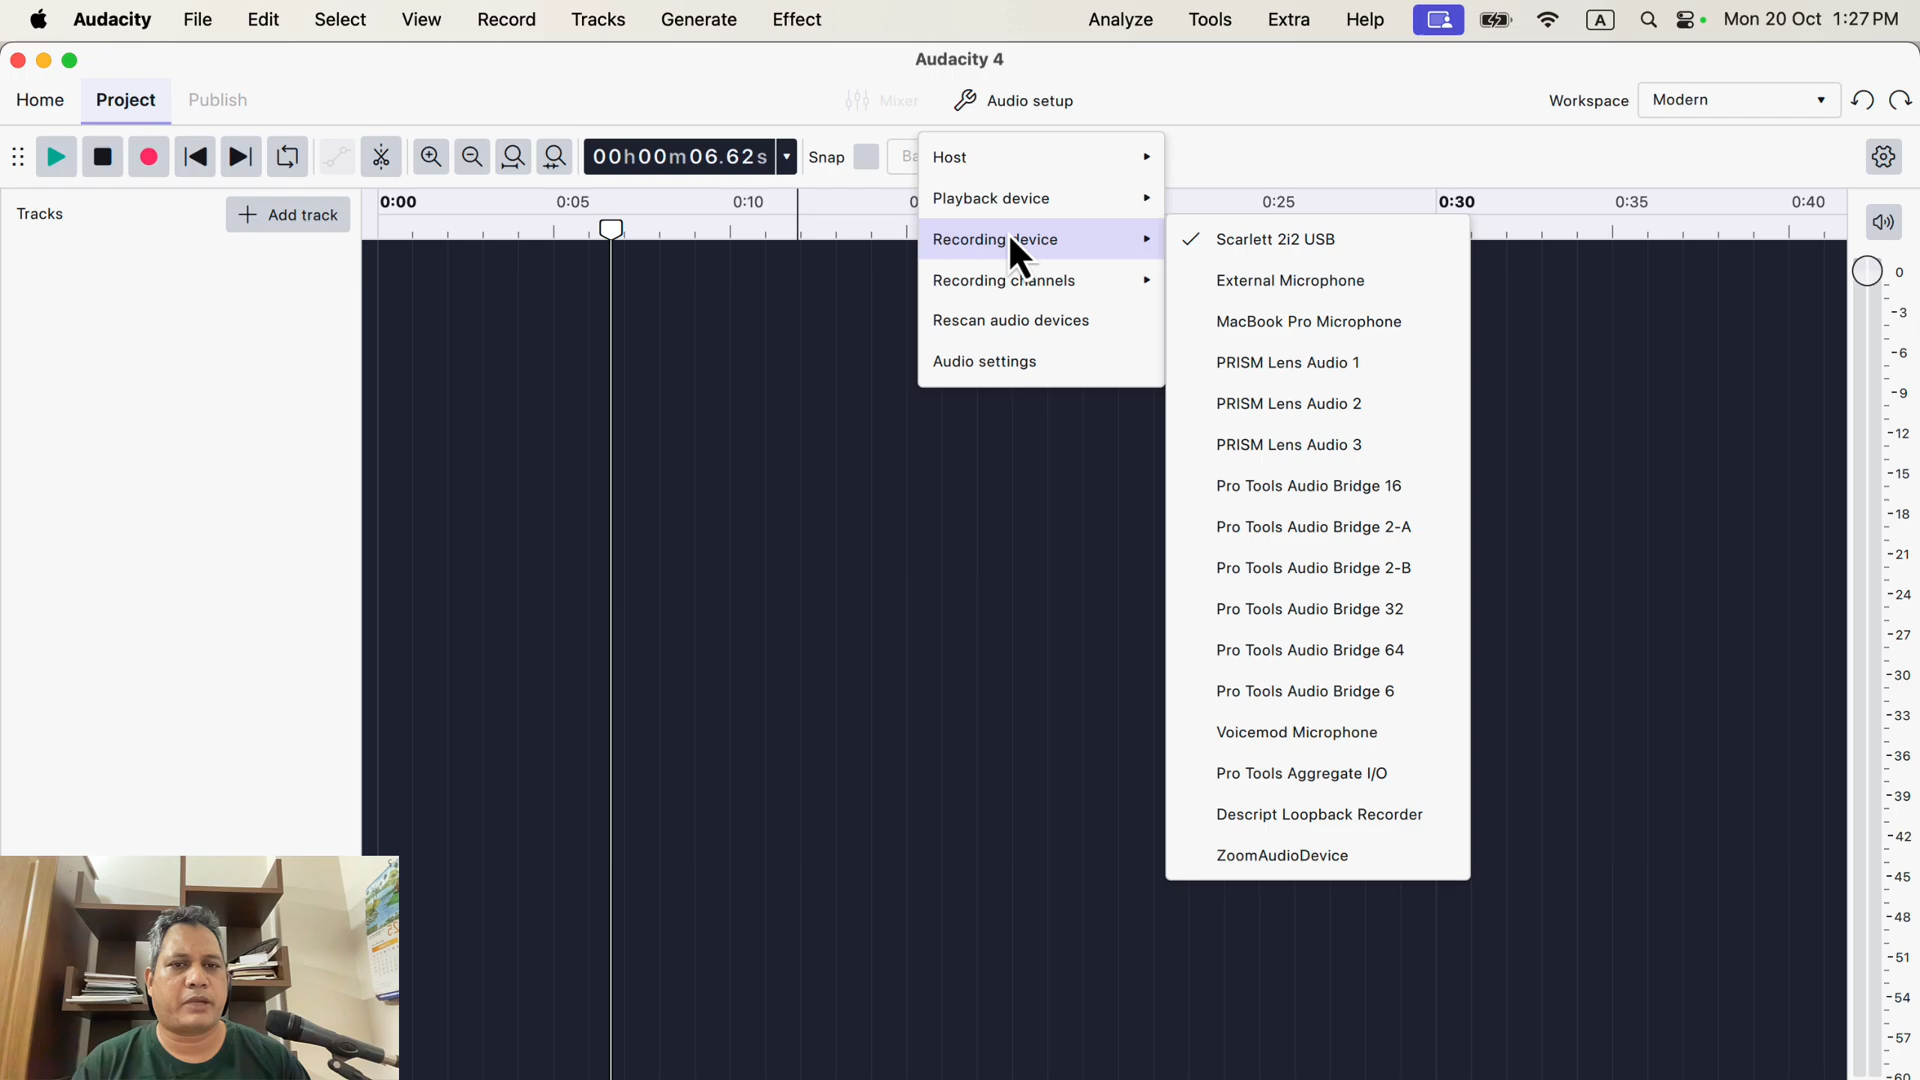 Audacity File Edit Select View Record Tracks Generate Effect Analyze Tools Extra Help A Mon 20 Oct 1:27 PM
Audacity 4
Home Project Publish Mixer Audio setup Workspace Modern
00h00m06.62s Snap Ba
Tracks + Add track
0:00 0:05 0:10 0:25 0:30 0:35 0:40
Host
Playback device
Recording device
Recording channels
Rescan audio devices
Audio settings
Scarlett 2i2 USB
External Microphone
MacBook Pro Microphone
PRISM Lens Audio 1
PRISM Lens Audio 2
PRISM Lens Audio 3
Pro Tools Audio Bridge 16
Pro Tools Audio Bridge 2-A
Pro Tools Audio Bridge 2-B
Pro Tools Audio Bridge 32
Pro Tools Audio Bridge 64
Pro Tools Audio Bridge 6
Voicemod Microphone
Pro Tools Aggregate I/O
Descript Loopback Recorder
ZoomAudioDevice
0
-3
-6
-9
-12
-15
-18
-21
-24
-27
-30
-33
-36
-39
-42
-45
-48
-51
-54
-57
-60